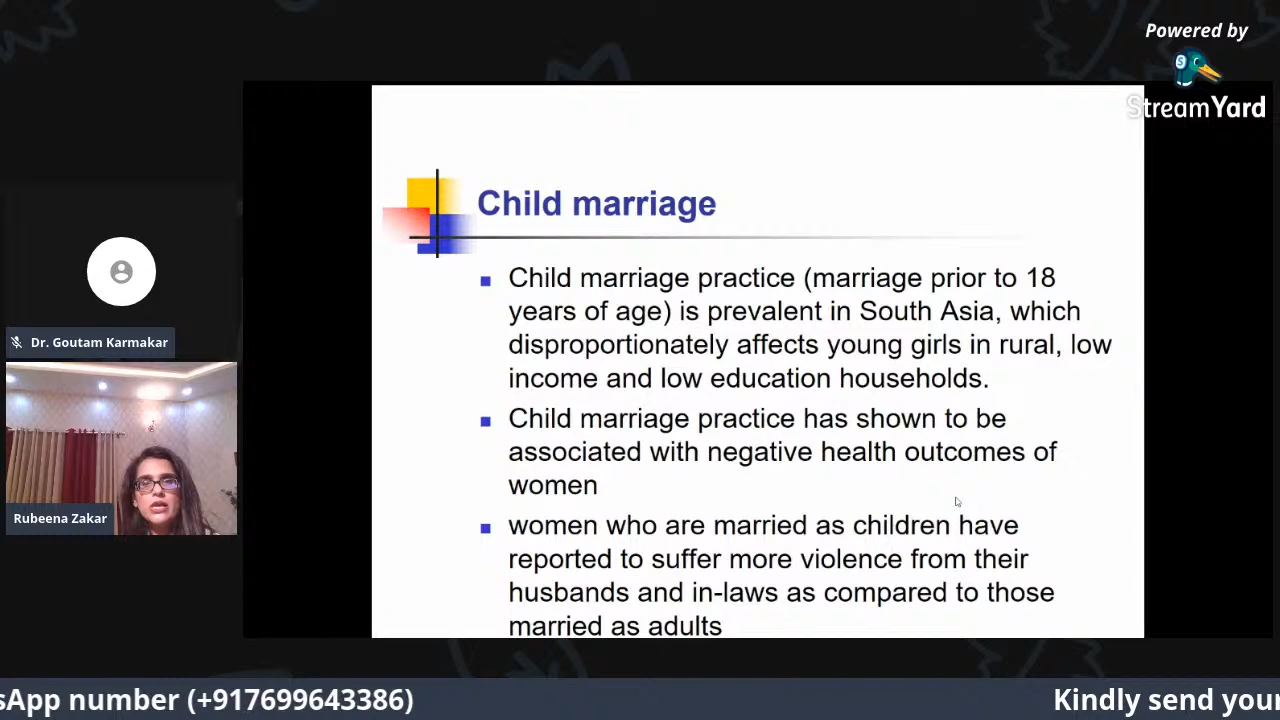 Powered by
StreamYard
Child marriage
Child marriage practice (marriage prior to 18
years of age) is prevalent in South Asia, which
disproportionately affects young girls in rural, low
income and low education households.
Child marriage practice has shown to be
associated with negative health outcomes of
women
women who are married as children have
reported to suffer more violence from their
husbands and in-laws as compared to those
married as adults
Dr. Goutam Karmakar
Rubeena Zakar
sApp number (+917699643386)
Kindly send your